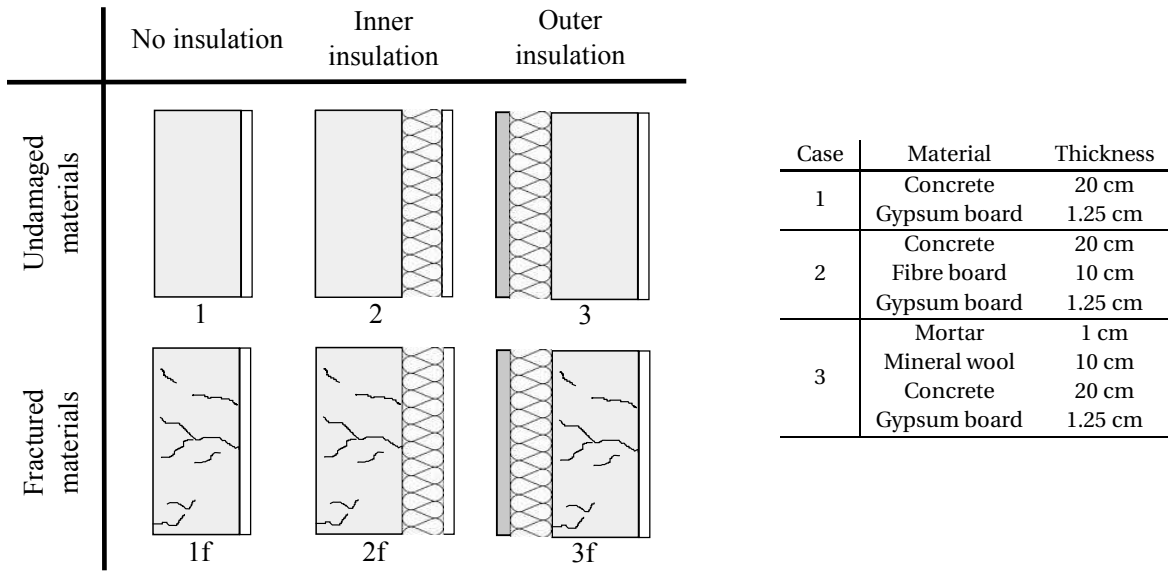 No insulation
Inner
insulation
Outer
insulation
Undamaged
materials
1
2
3
Fractured
materials
1f
2f
3f
Case Material Thickness
1
Concrete 20 cm
Gypsum board 1.25 cm
2
Concrete 20 cm
Fibre board 10 cm
Gypsum board 1.25 cm
3
Mortar 1 cm
Mineral wool 10 cm
Concrete 20 cm
Gypsum board 1.25 cm